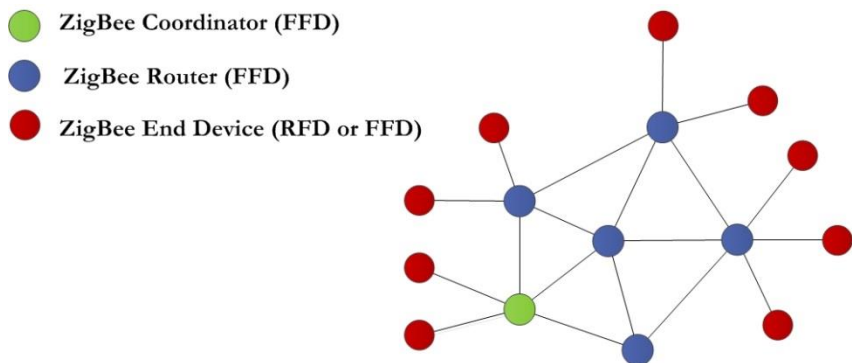 ZigBee Coordinator (FFD)
ZigBee Router (FFD)
ZigBee End Device (RFD or FFD)